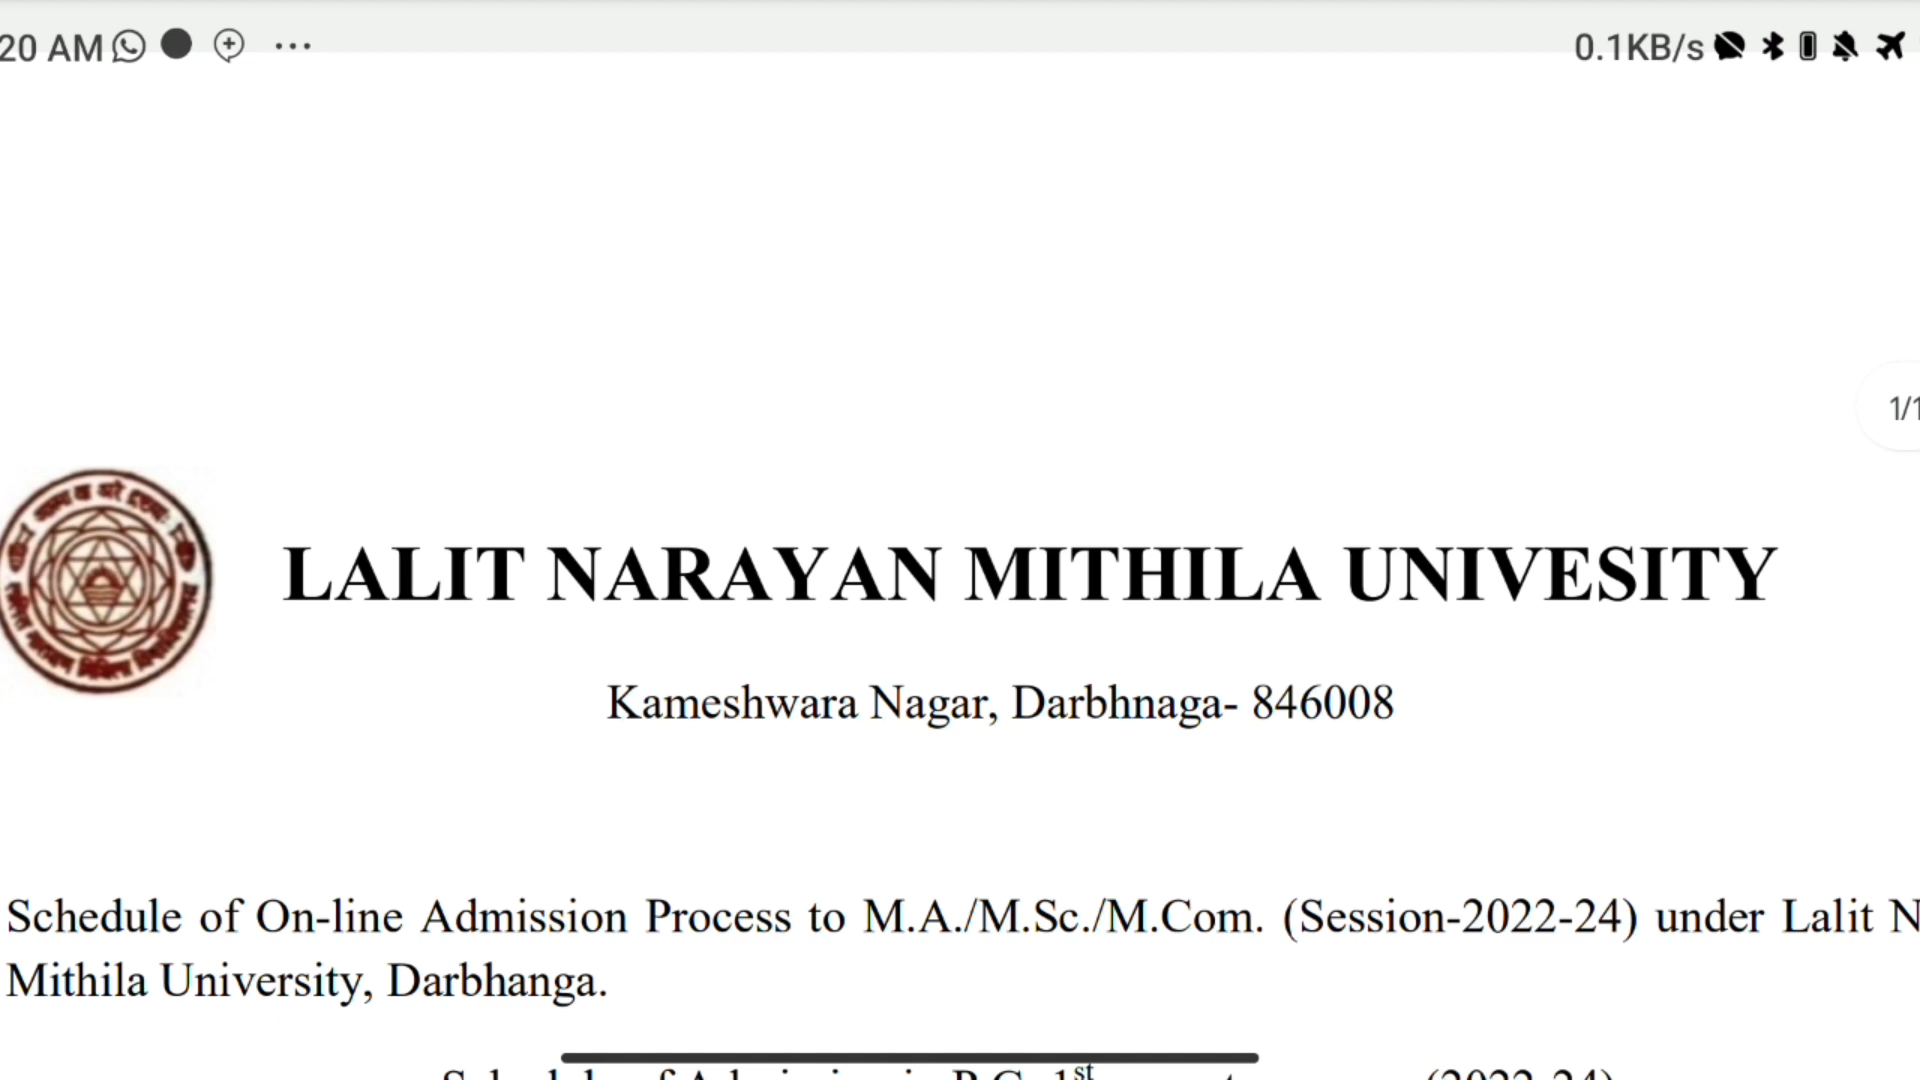 20 AM ... 0.1KB/s
1/1
LALIT NARAYAN MITHILA UNIVESITY
Kameshwara Nagar, Darbhnaga- 846008
Schedule of On-line Admission Process to M.A./M.Sc./M.Com. (Session-2022-24) under Lalit N
Mithila University, Darbhanga.